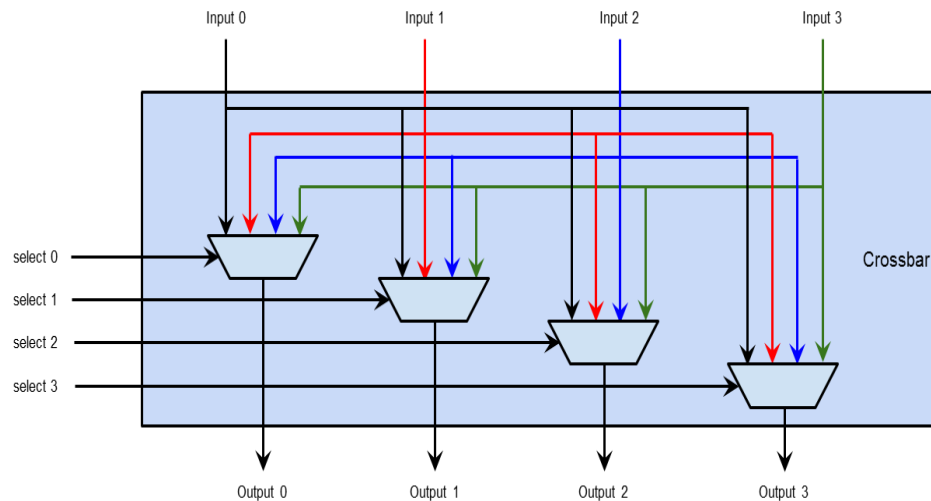 Input 0
Input 1
Input 2
Input 3
select 0
Crossbar
select 1
select 2
select 3
Output 0
Output 1
Output 2
Output 3